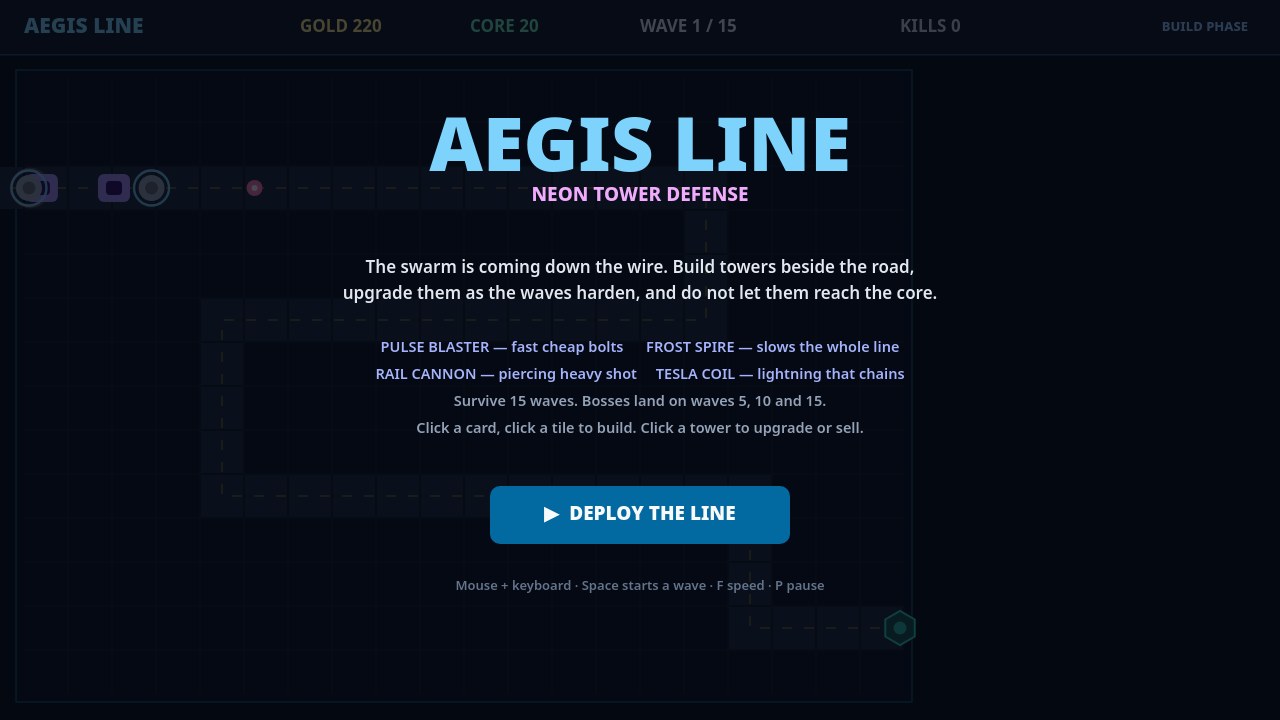 AEGIS LINE GOLD 220 CORE 20 WAVE 1 / 15 KILLS 0 BUILD PHASE
AEGIS LINE
NEON TOWER DEFENSE
The swarm is coming down the wire. Build towers beside the road,
upgrade them as the waves harden, and do not let them reach the core.
PULSE BLASTER — fast cheap bolts FROST SPIRE — slows the whole line
RAIL CANNON — piercing heavy shot TESLA COIL — lightning that chains
Survive 15 waves. Bosses land on waves 5, 10 and 15.
Click a card, click a tile to build. Click a tower to upgrade or sell.
▶ DEPLOY THE LINE
Mouse + keyboard · Space starts a wave · F speed · P pause